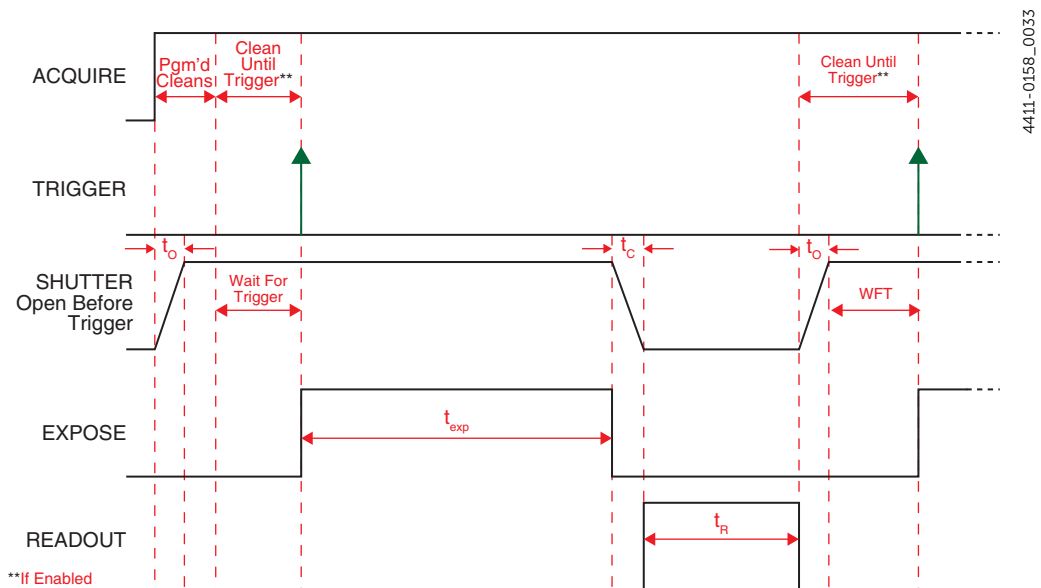 4411-0158_0033
ACQUIRE
Pgm'd
Cleans
Clean
Until
Trigger**
Clean Until
Trigger**
TRIGGER
tO
tC
tO
SHUTTER
Open Before
Trigger
Wait For
Trigger
WFT
EXPOSE
texp
READOUT
tR
**If Enabled